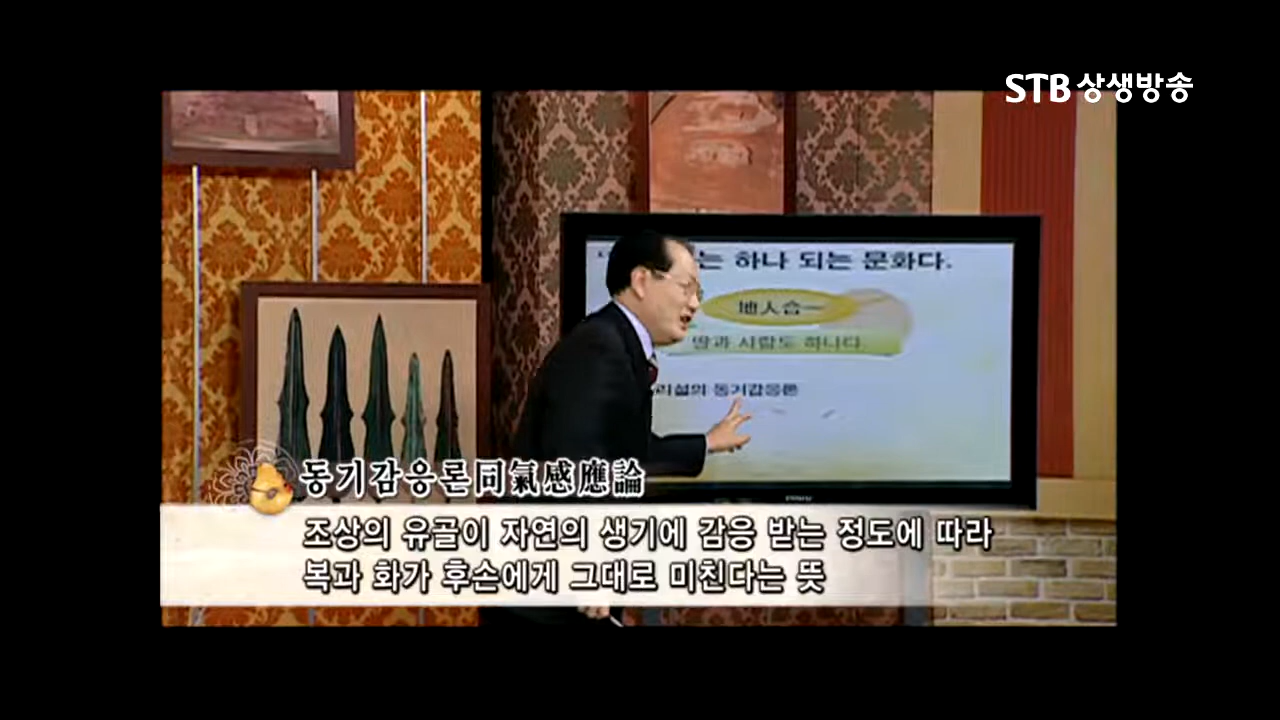 STB상생방송
는 하나 되는 문화다.
地人合一
땅과 사람도 하나다.
리설의 동기감응론
동기감응론同氣感應論
조상의 유골이 자연의 생기에 감응 받는 정도에 따라
복과 화가 후손에게 그대로 미친다는 뜻